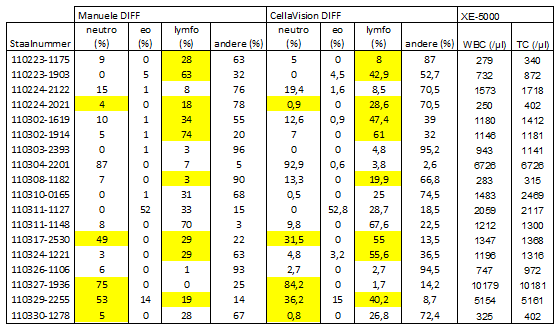 Manuele DIFF CellaVision DIFF XE-5000
Staalnummer neutro (%) eo (%) lymfo (%) andere (%) neutro (%) eo (%) lymfo (%) andere (%) WBC (/µl) TC (/µl)
110223-1175 9 0 28 63 5 0 8 87 279 340
110223-1903 0 5 63 32 0 4,5 42,9 52,7 732 872
110224-2122 15 1 8 76 19,4 1,6 8,5 70,5 1573 1718
110224-2021 4 0 18 78 0,9 0 28,6 70,5 250 402
110302-1619 10 1 34 55 12,6 0,9 47,4 39 1180 1412
110302-1914 5 1 74 20 7 0 61 32 1146 1181
110303-2393 0 1 3 96 0 0 4,8 95,2 943 1141
110304-2201 87 0 7 5 92,9 0,6 3,8 2,6 6726 6726
110308-1182 7 0 3 90 13,3 0 19,9 66,8 283 315
110310-0165 0 1 31 68 0,5 0 25 74,5 1483 2469
110311-1127 0 52 33 15 0 52,8 28,7 18,5 2059 2117
110311-1148 8 0 70 3 9,8 0 67,6 22,5 1212 1300
110317-2530 49 0 29 22 31,5 0 55 13,5 1347 1368
110324-1221 3 0 29 63 4,8 3,2 55,6 36,5 1196 1316
110326-1106 6 0 1 93 2,7 0 2,7 94,5 747 972
110327-1936 75 0 0 25 84,2 0 1,7 14,2 10179 10181
110329-2255 53 14 19 14 36,2 15 40,2 8,7 5154 5161
110330-1278 5 0 28 67 0,8 0 26,8 72,4 325 402